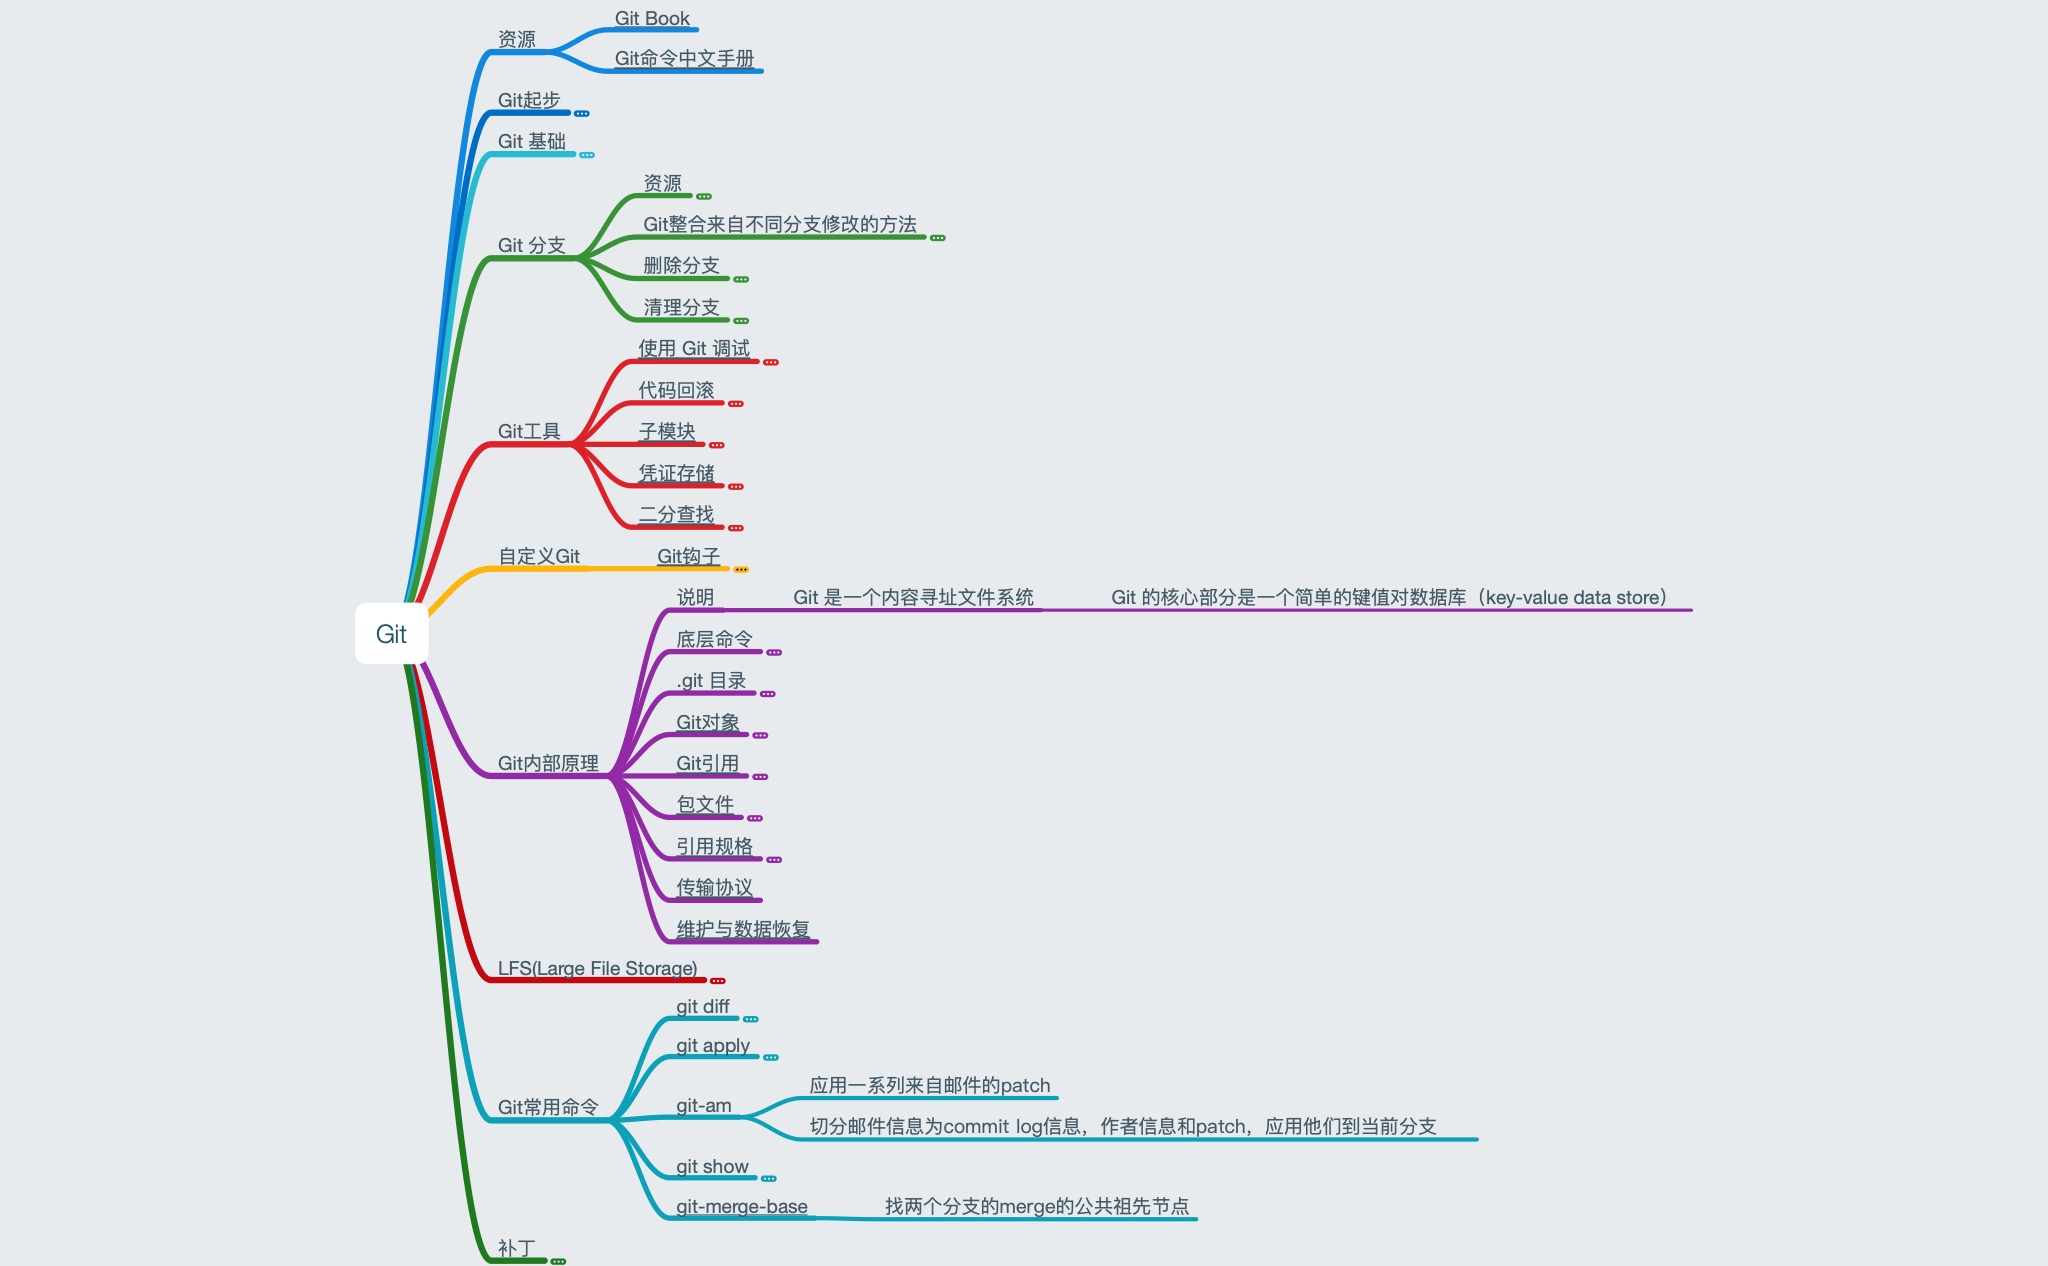 资源
Git Book
Git命令中文手册
Git起步
Git 基础
Git 分支
资源
Git整合来自不同分支修改的方法
删除分支
清理分支
Git工具
使用 Git 调试
代码回滚
子模块
凭证存储
二分查找
自定义Git
Git钩子
Git
Git内部原理
说明
Git 是一个内容寻址文件系统
Git 的核心部分是一个简单的键值对数据库（key-value data store）
底层命令
.git 目录
Git对象
Git引用
包文件
引用规格
传输协议
维护与数据恢复
LFS(Large File Storage)
Git常用命令
git diff
git apply
git-am
应用一系列来自邮件的patch
切分邮件信息为commit log信息，作者信息和patch，应用他们到当前分支
git show
git-merge-base
找两个分支的merge的公共祖先节点
补丁